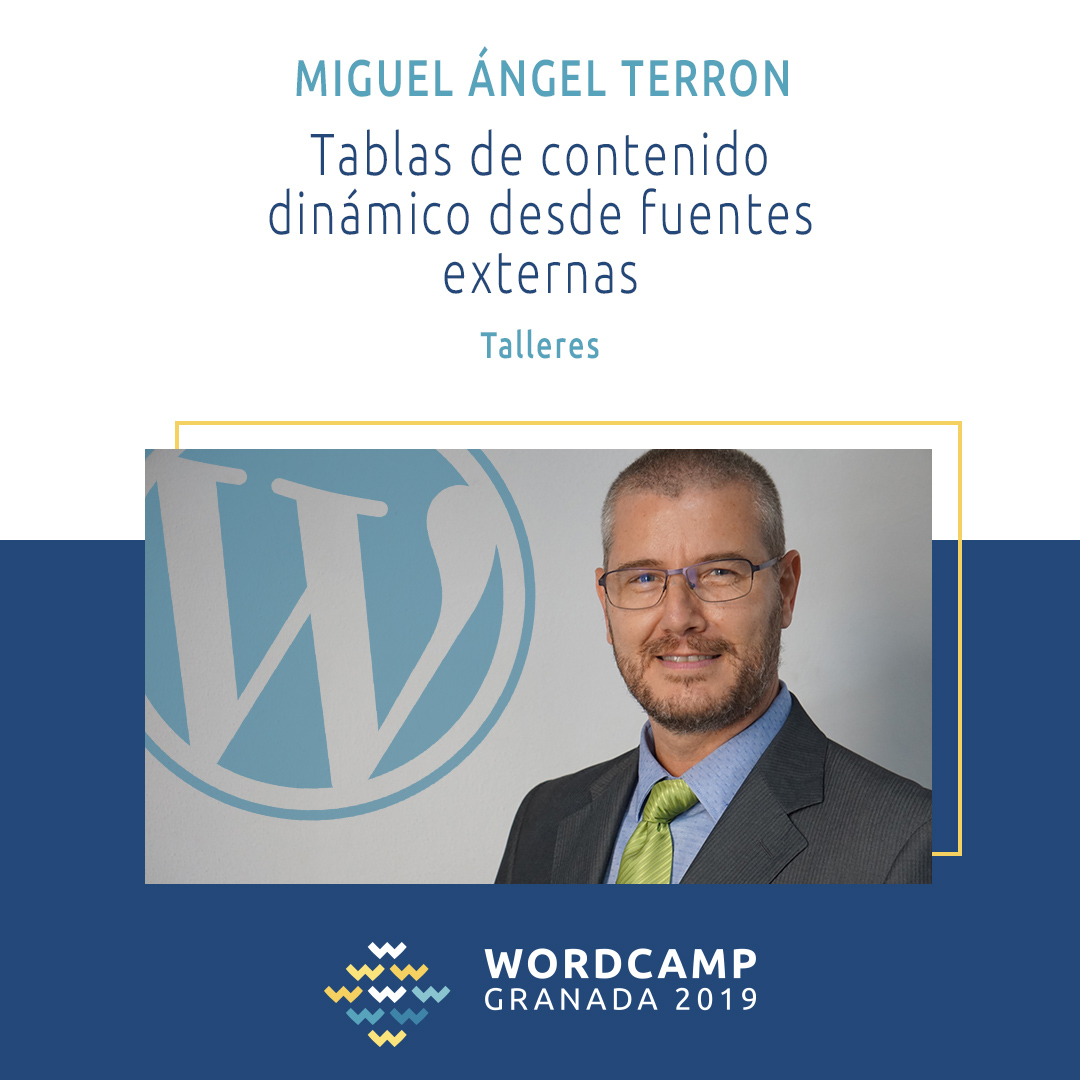 MIGUEL ÁNGEL TERRON
Tablas de contenido
dinámico desde fuentes
externas
Talleres
WORDCAMP
GRANADA 2019